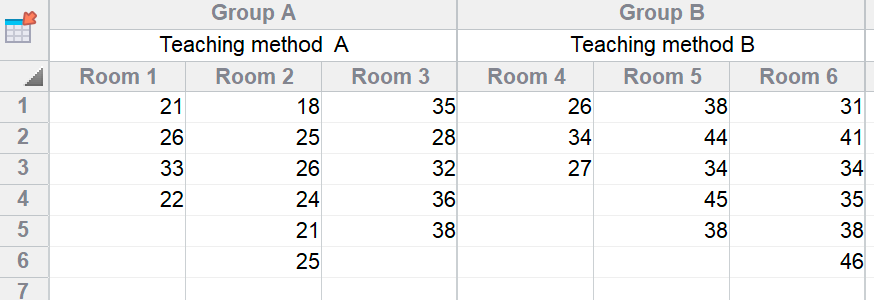 Group A Group B
Teaching method  A Teaching method B
Room 1 Room 2 Room 3 Room 4 Room 5 Room 6
1 21 18 35 26 38 31
2 26 25 28 34 44 41
3 33 26 32 27 34 34
4 22 24 36 45 35
5 21 38 38 38
6 25 46
7